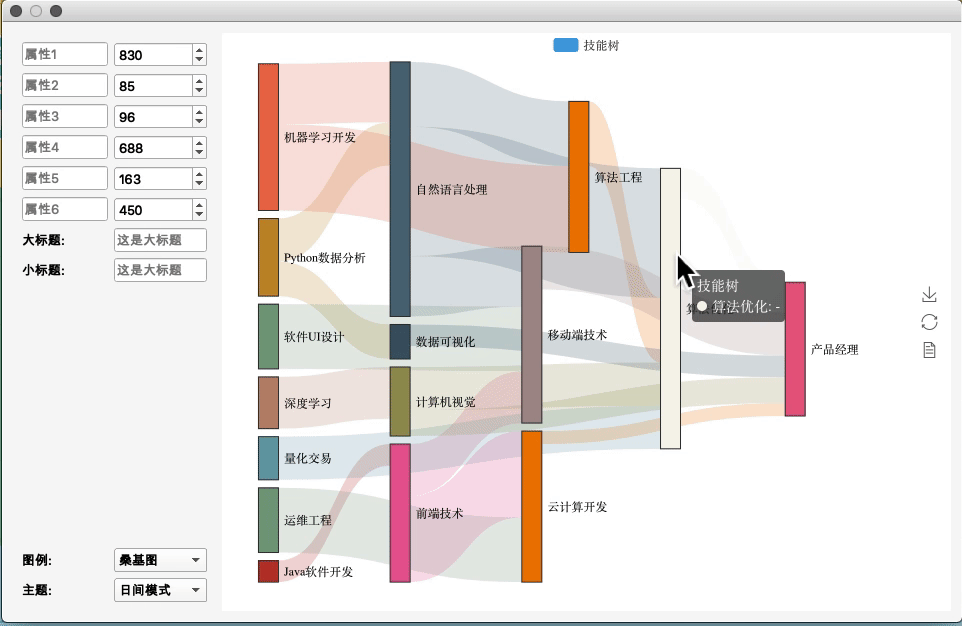 属性1 830
属性2 85
属性3 96
属性4 688
属性5 163
属性6 450
大标题: 这是大标题
小标题: 这是大标题
图例: 桑基图
主题: 日间模式
技能树
机器学习开发
Python数据分析
软件UI设计
深度学习
量化交易
运维工程
Java软件开发
自然语言处理
数据可视化
计算机视觉
前端技术
算法工程
移动端技术
云计算开发
技能树
算法优化: -
产品经理